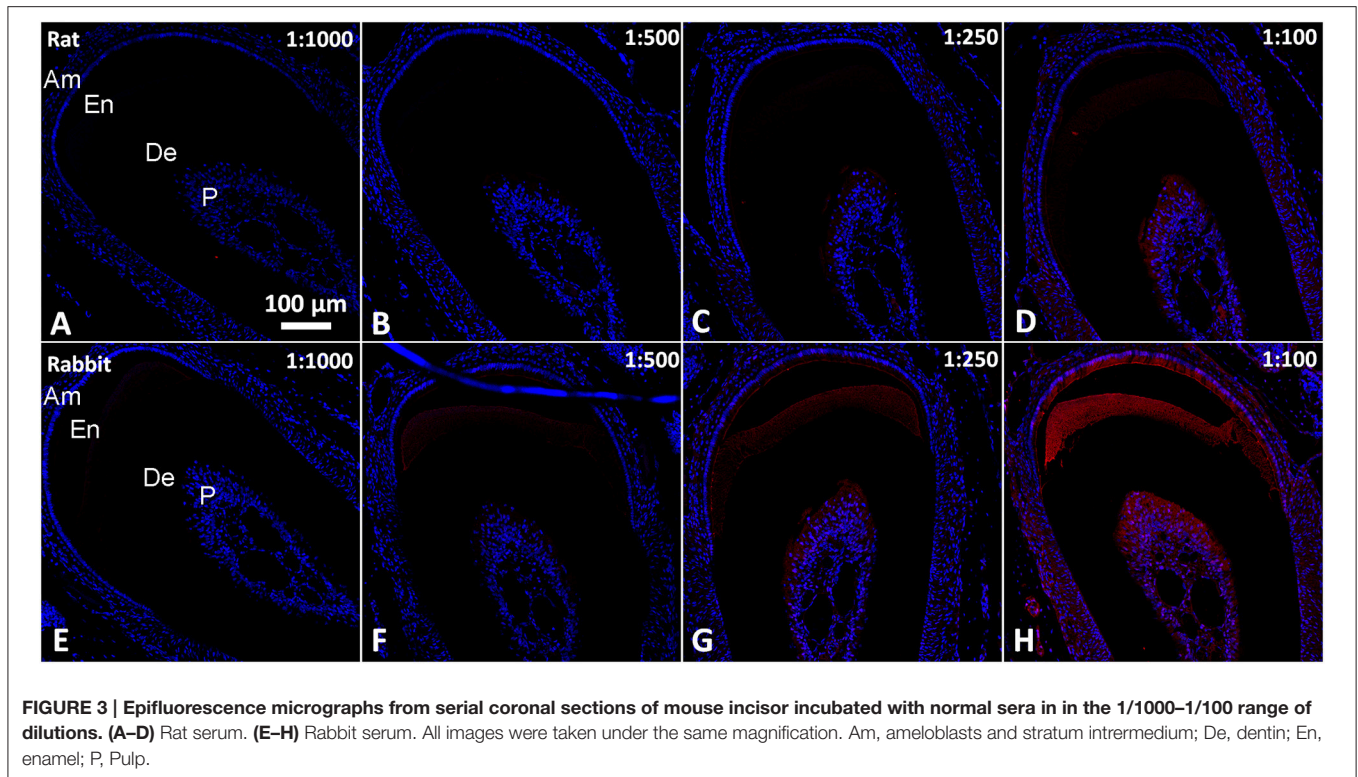 Rat 1:1000 1:500 1:250 1:100
Am
En
De
P
100 µm
A B C D
Rabbit 1:1000 1:500 1:250 1:100
Am
En
De
P
E F G H
FIGURE 3 | Epifluorescence micrographs from serial coronal sections of mouse incisor incubated with normal sera in in the 1/1000–1/100 range of
dilutions. (A–D) Rat serum. (E–H) Rabbit serum. All images were taken under the same magnification. Am, ameloblasts and stratum intrermedium; De, dentin; En,
enamel; P, Pulp.